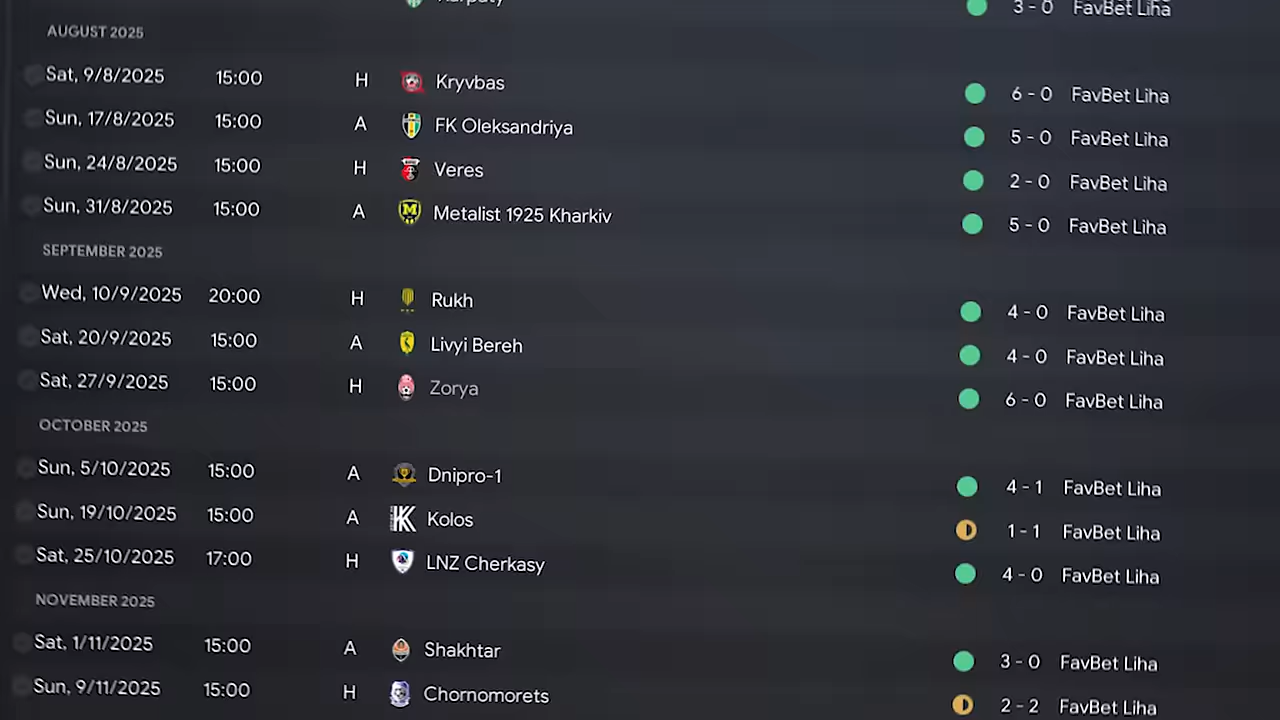 Karpaty 3 - 0 FavBet Liha
AUGUST 2025
Sat, 9/8/2025 15:00 H Kryvbas 6 - 0 FavBet Liha
Sun, 17/8/2025 15:00 A FK Oleksandriya 5 - 0 FavBet Liha
Sun, 24/8/2025 15:00 H Veres 2 - 0 FavBet Liha
Sun, 31/8/2025 15:00 A Metalist 1925 Kharkiv 5 - 0 FavBet Liha
SEPTEMBER 2025
Wed, 10/9/2025 20:00 H Rukh 4 - 0 FavBet Liha
Sat, 20/9/2025 15:00 A Livyi Bereh 4 - 0 FavBet Liha
Sat, 27/9/2025 15:00 H Zorya 6 - 0 FavBet Liha
OCTOBER 2025
Sun, 5/10/2025 15:00 A Dnipro-1 4 - 1 FavBet Liha
Sun, 19/10/2025 15:00 A Kolos 1 - 1 FavBet Liha
Sat, 25/10/2025 17:00 H LNZ Cherkasy 4 - 0 FavBet Liha
NOVEMBER 2025
Sat, 1/11/2025 15:00 A Shakhtar 3 - 0 FavBet Liha
Sun, 9/11/2025 15:00 H Chornomorets 2 - 2 FavBet Liha